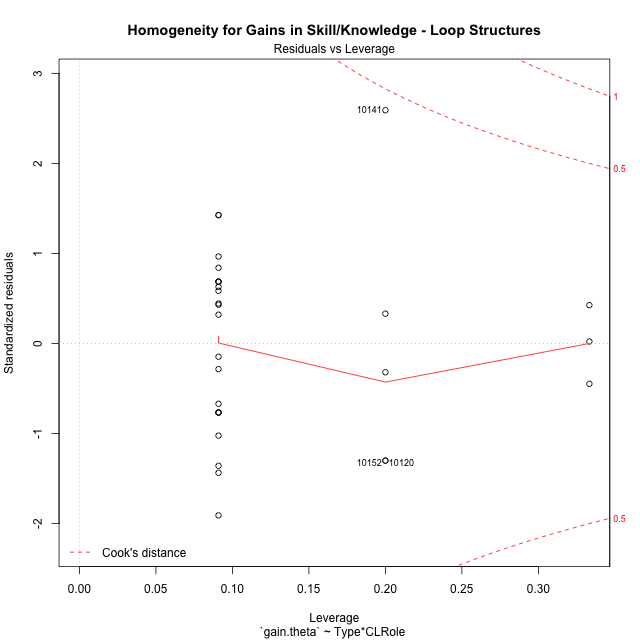 Homogeneity for Gains in Skill/Knowledge - Loop Structures
Residuals vs Leverage
Standardized residuals
3
2
1
0
-1
-2
10141
10152 10120
1
0.5
0.5
Cook's distance
0.00 0.05 0.10 0.15 0.20 0.25 0.30
Leverage
`gain.theta` ~ Type*CLRole